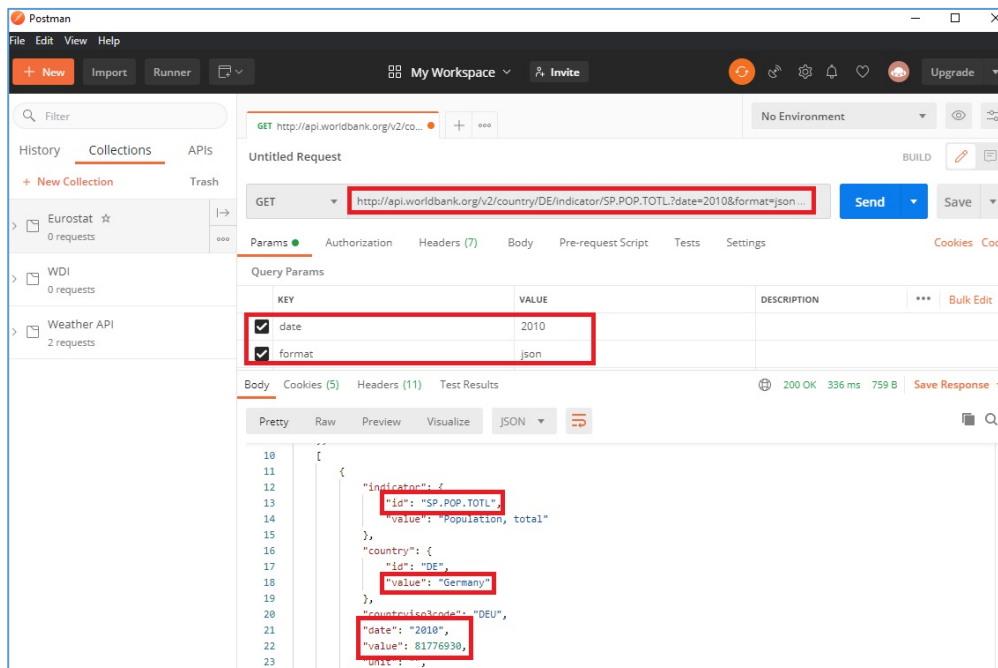 Postman
File Edit View Help
+ New Import Runner My Workspace Invite Upgrade
Filter
History Collections APIs
+ New Collection Trash
Eurostat ☆
0 requests
WDI
0 requests
Weather API
2 requests
GET http://api.worldbank.org/v2/co... No Environment
Untitled Request BUILD
GET http://api.worldbank.org/v2/country/DE/indicator/SP.POP.TOTL.?date=2010&format=json ... Send Save
Params Authorization Headers (7) Body Pre-request Script Tests Settings Cookies Coo
Query Params
KEY VALUE DESCRIPTION ••• Bulk Edit
date 2010
format json
Body Cookies (5) Headers (11) Test Results 200 OK 336 ms 759 B Save Response
Pretty Raw Preview Visualize JSON
10 [
11 {
12 "indicator": {
13 "id": "SP.POP.TOTL",
14 "value": "Population, total"
15 },
16 "country": {
17 "id": "DE",
18 "value": "Germany"
19 },
20 "countryiso3code": "DEU",
21 "date": "2010",
22 "value": 81776930,
23 "unit": "",